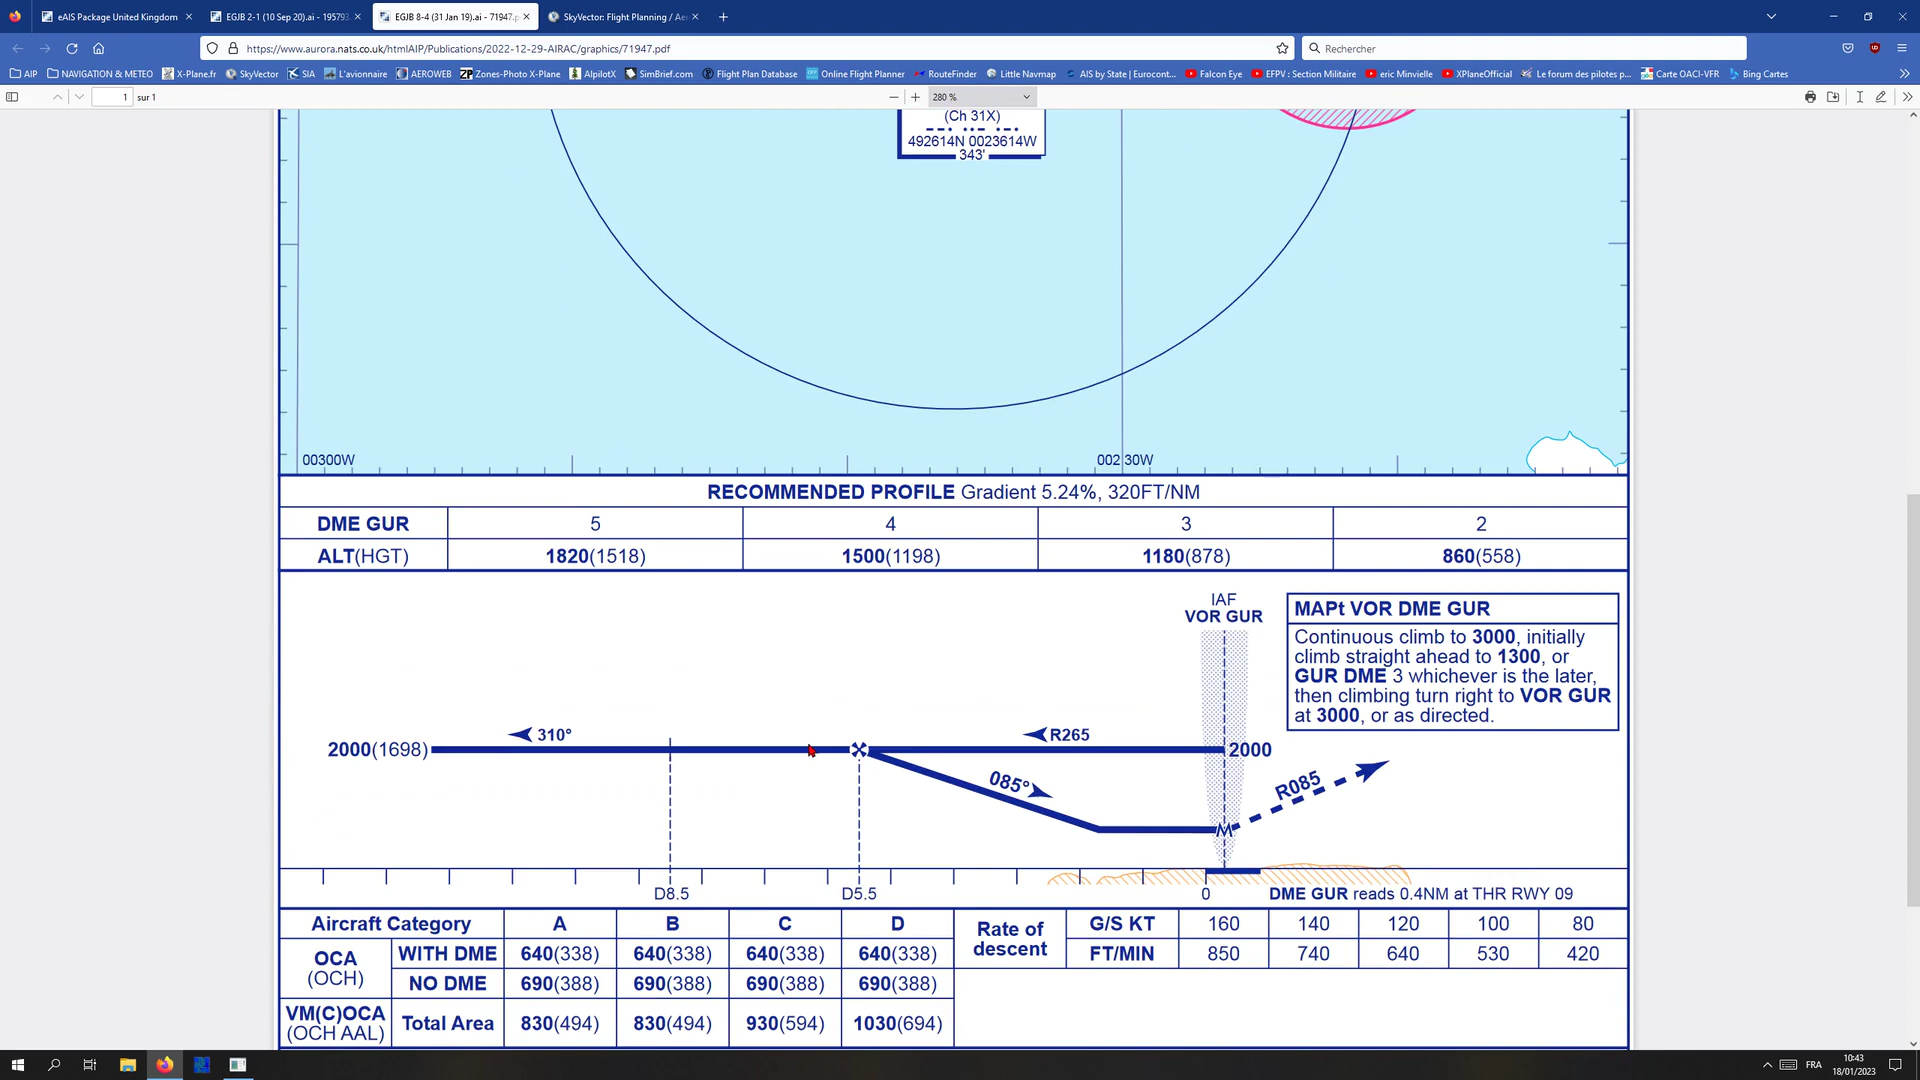 eAIS Package United Kingdom
EGJB 2-1 (10 Sep 20).ai - 19579
EGJB 8-4 (31 Jan 19).ai - 71947.p
SkyVector: Flight Planning / Ae
https://www.aurora.nats.co.uk/htmlAIP/Publications/2022-12-29-AIRAC/graphics/71947.pdf
Rechercher
AIP
NAVIGATION & METEO
X-Plane.fr
SkyVector
SIA
L'avionnaire
AEROWEB
Zones-Photo X-Plane
AlpilotX
SimBrief.com
Flight Plan Database
Online Flight Planner
RouteFinder
Little Navmap
AIS by State | Eurocont...
Falcon Eye
EFPV : Section Militaire
eric Minvielle
XPlaneOfficial
Le forum des pilotes p...
Carte OACI-VFR
Bing Cartes
1 sur 1
280 %
(Ch 31X)
492614N 0023614W
343'
00300W
00230W
RECOMMENDED PROFILE Gradient 5.24%, 320FT/NM
DME GUR 5 4 3 2
ALT(HGT) 1820(1518) 1500(1198) 1180(878) 860(558)
IAF
VOR GUR
MAPt VOR DME GUR
Continuous climb to 3000, initially
climb straight ahead to 1300, or
GUR DME 3 whichever is the later,
then climbing turn right to VOR GUR
at 3000, or as directed.
310°
R265
2000(1698)
2000
085°
R085
M
D8.5
D5.5
0
DME GUR reads 0.4NM at THR RWY 09
Aircraft Category A B C D
OCA
(OCH)
WITH DME 640(338) 640(338) 640(338) 640(338)
NO DME 690(388) 690(388) 690(388) 690(388)
VM(C)OCA
(OCH AAL)
Total Area 830(494) 830(494) 930(594) 1030(694)
Rate of
descent
G/S KT 160 140 120 100 80
FT/MIN 850 740 640 530 420
FRA
10:43
18/01/2023